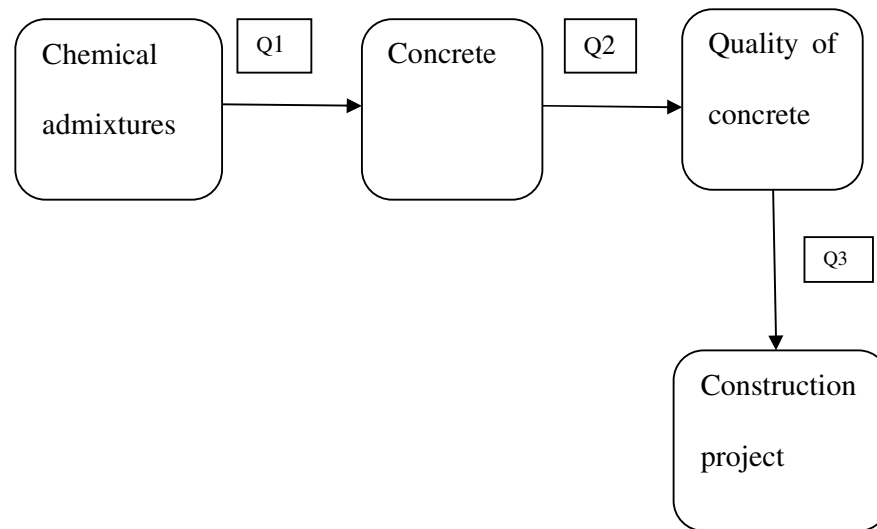 Chemical
admixtures
Q1
Concrete
Q2
Quality of
concrete
Q3
Construction
project